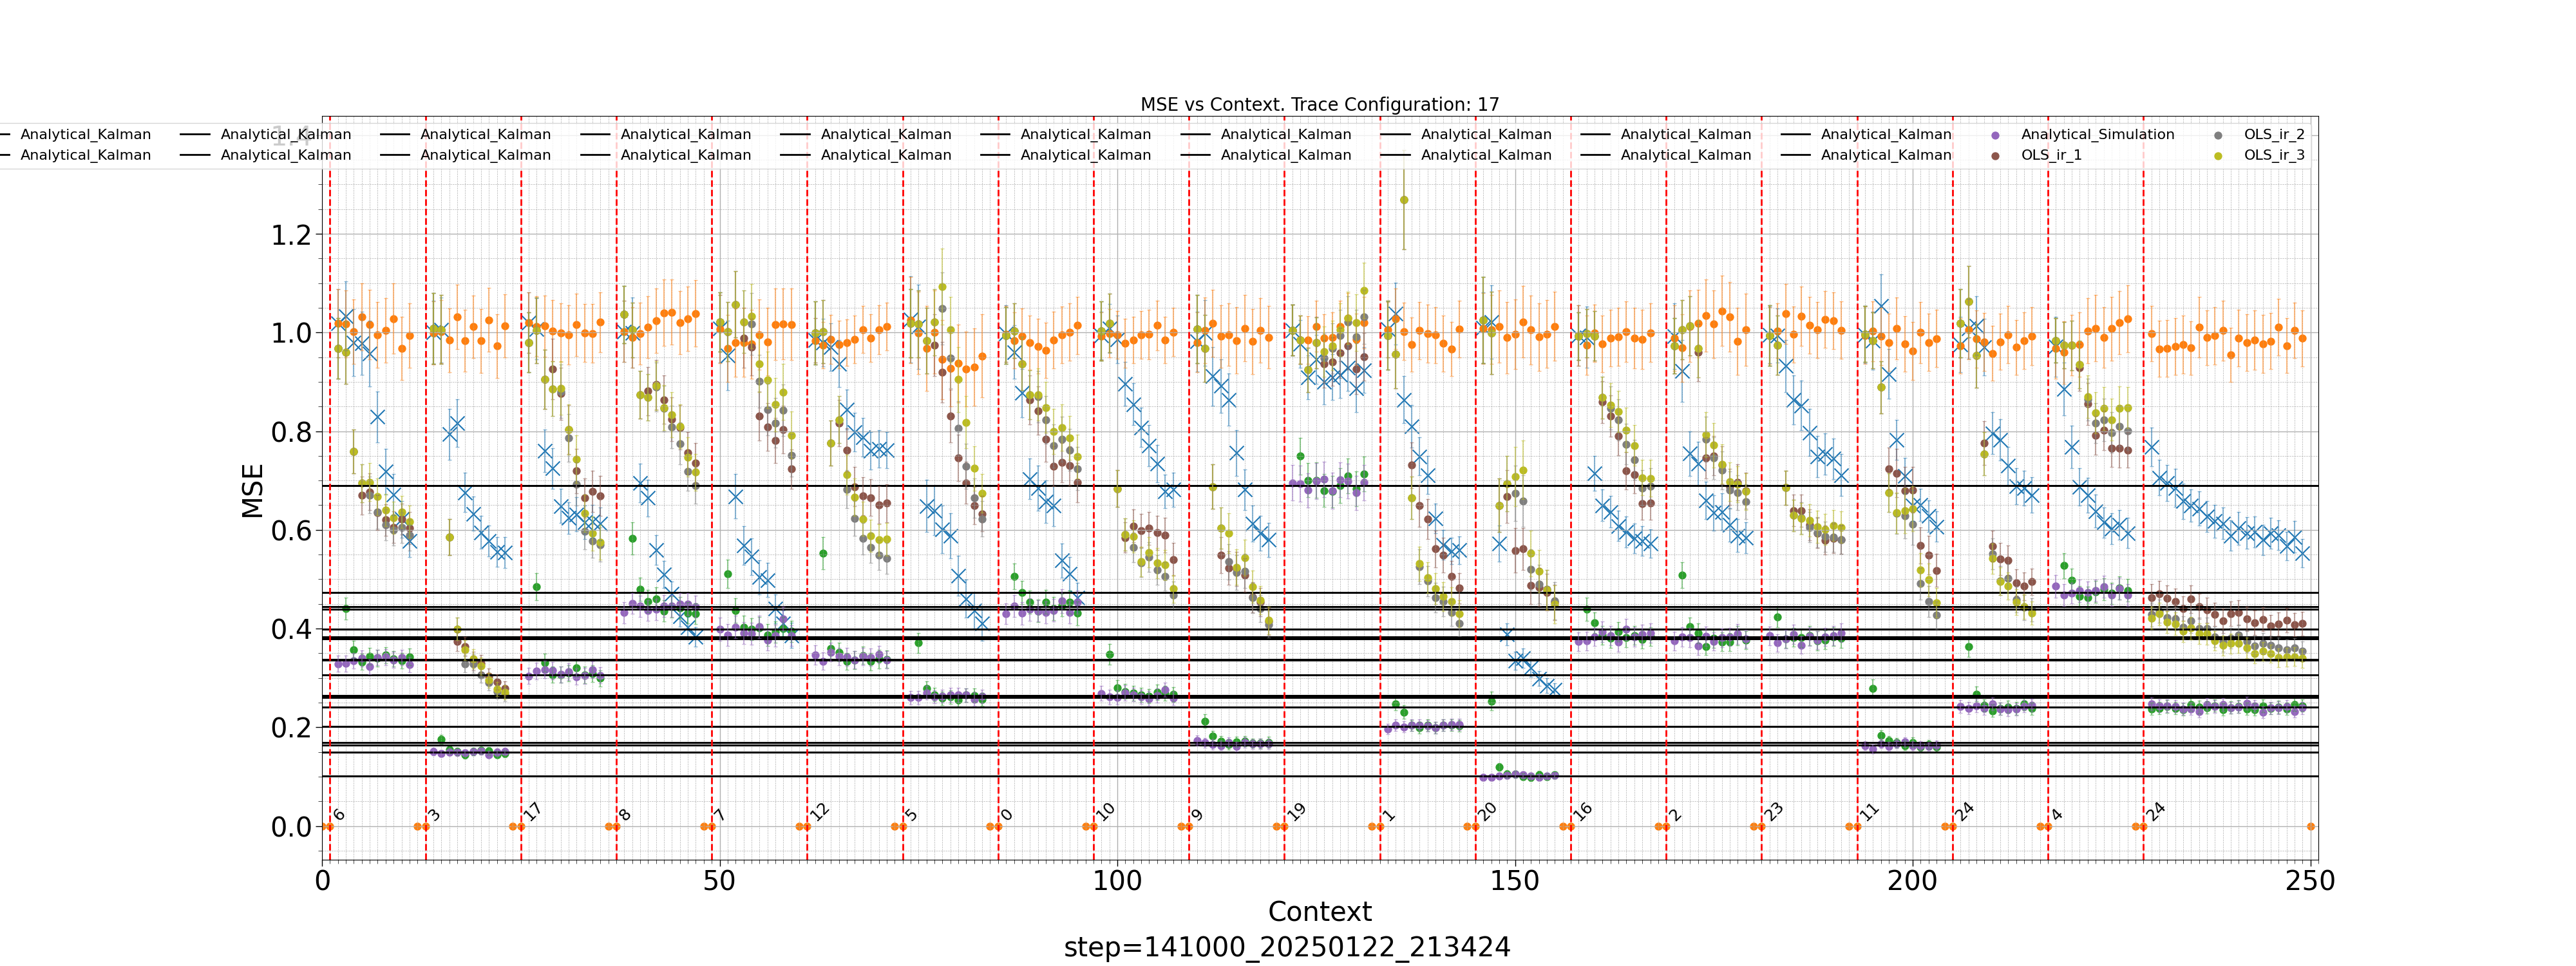 MSE vs Context. Trace Configuration: 17
Analytical_Kalman Analytical_Kalman Analytical_Kalman Analytical_Kalman Analytical_Kalman Analytical_Kalman Analytical_Kalman Analytical_Kalman Analytical_Kalman Analytical_Kalman Analytical_Simulation OLS_ir_2
Analytical_Kalman Analytical_Kalman Analytical_Kalman Analytical_Kalman Analytical_Kalman Analytical_Kalman Analytical_Kalman Analytical_Kalman Analytical_Kalman Analytical_Kalman OLS_ir_1 OLS_ir_3
1.4
1.2
1.0
0.8
0.6
0.4
0.2
0.0
MSE
6 3 17 8 7 12 5 0 10 9 19 1 20 16 2 23 11 24 4 24
0 50 100 150 200 250
Context
step=141000_20250122_213424